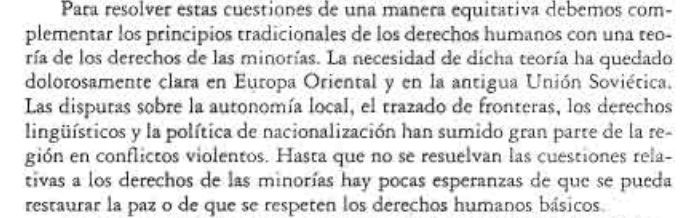 Para resolver estas cuestiones de una manera equitativa debemos com-
plementar los principios tradicionales de los derechos humanos con una teo-
ría de los derechos de las minorías. La necesidad de dicha teoría ha quedado
dolorosamente clara en Europa Oriental y en la antigua Unión Soviética.
Las disputas sobre la autonomía local, el trazado de fronteras, los derechos
lingüísticos y la política de nacionalización han sumido gran parte de la re-
gión en conflictos violentos. Hasta que no se resuelvan las cuestiones rela-
tivas a los derechos de las minorías hay pocas esperanzas de que se pueda
restaurar la paz o de que se respeten los derechos humanos básicos.